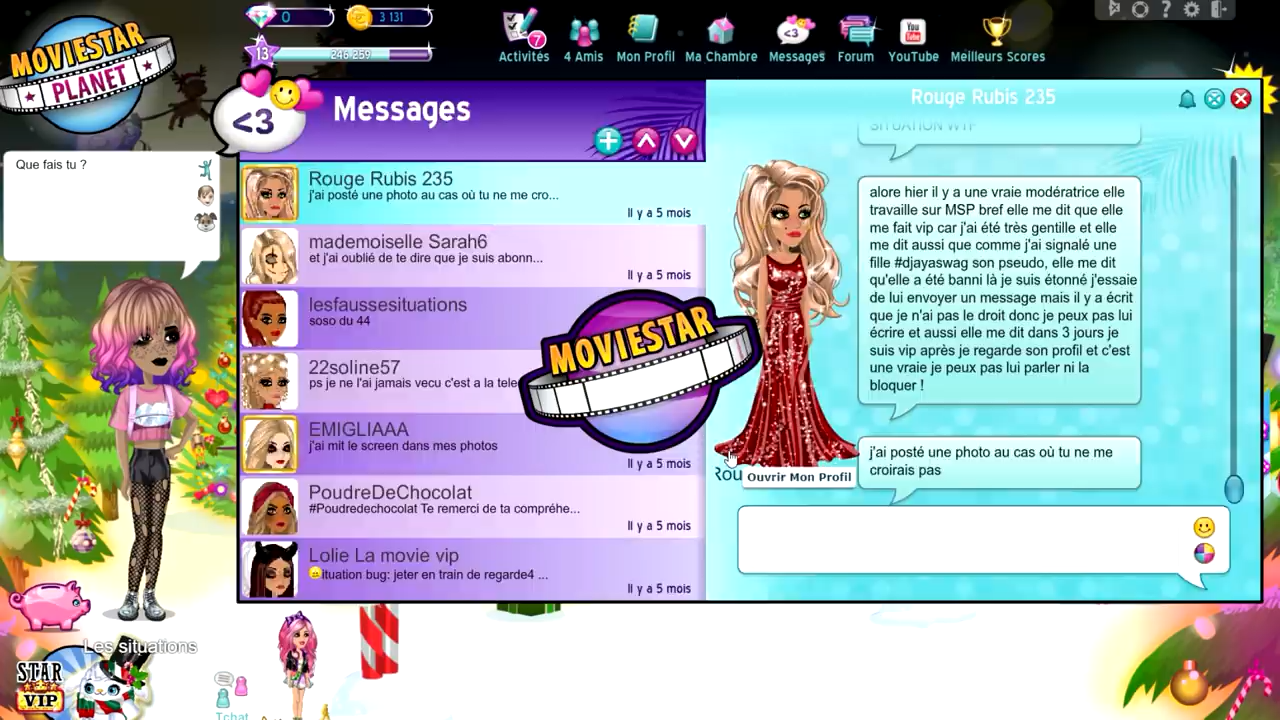 MOVIESTAR
PLANET
0
3 131
13
246 259
7
Activités
4 Amis
Mon Profil
Ma Chambre
<3
Messages
Forum
You
Tube
YouTube
Meilleurs Scores
Que fais tu ?
<3
Messages
Rouge Rubis 235
j'ai posté une photo au cas où tu ne me cro...
Il y a 5 mois
mademoiselle Sarah6
et j'ai oublié de te dire que je suis abonn...
Il y a 5 mois
lesfaussesituations
soso du 44
22soline57
ps je ne l'ai jamais vecu c'est a la tele
EMIGLIAAA
j'ai mit le screen dans mes photos
Il y a 5 mois
PoudreDeChocolat
#Poudredechocolat Te remerci de ta compréhe...
Il y a 5 mois
Lolie La movie vip
ituation bug: jeter en train de regarde4 ...
Il y a 5 mois
MOVIESTAR
Rouge Rubis 235
SITUATION WTF
alore hier il y a une vraie modératrice elle
travaille sur MSP bref elle me dit que elle
me fait vip car j'ai été très gentille et elle
me dit aussi que comme j'ai signalé une
fille #djayaswag son pseudo, elle me dit
qu'elle a été banni là je suis étonné j'essaie
de lui envoyer un message mais il y a écrit
que je n'ai pas le droit donc je peux pas lui
écrire et aussi elle me dit dans 3 jours je
suis vip après je regarde son profil et c'est
une vraie je peux pas lui parler ni la
bloquer !
j'ai posté une photo au cas où tu ne me
croirais pas
Rou
Ouvrir Mon Profil
Les situations
STAR
VIP
Tchat